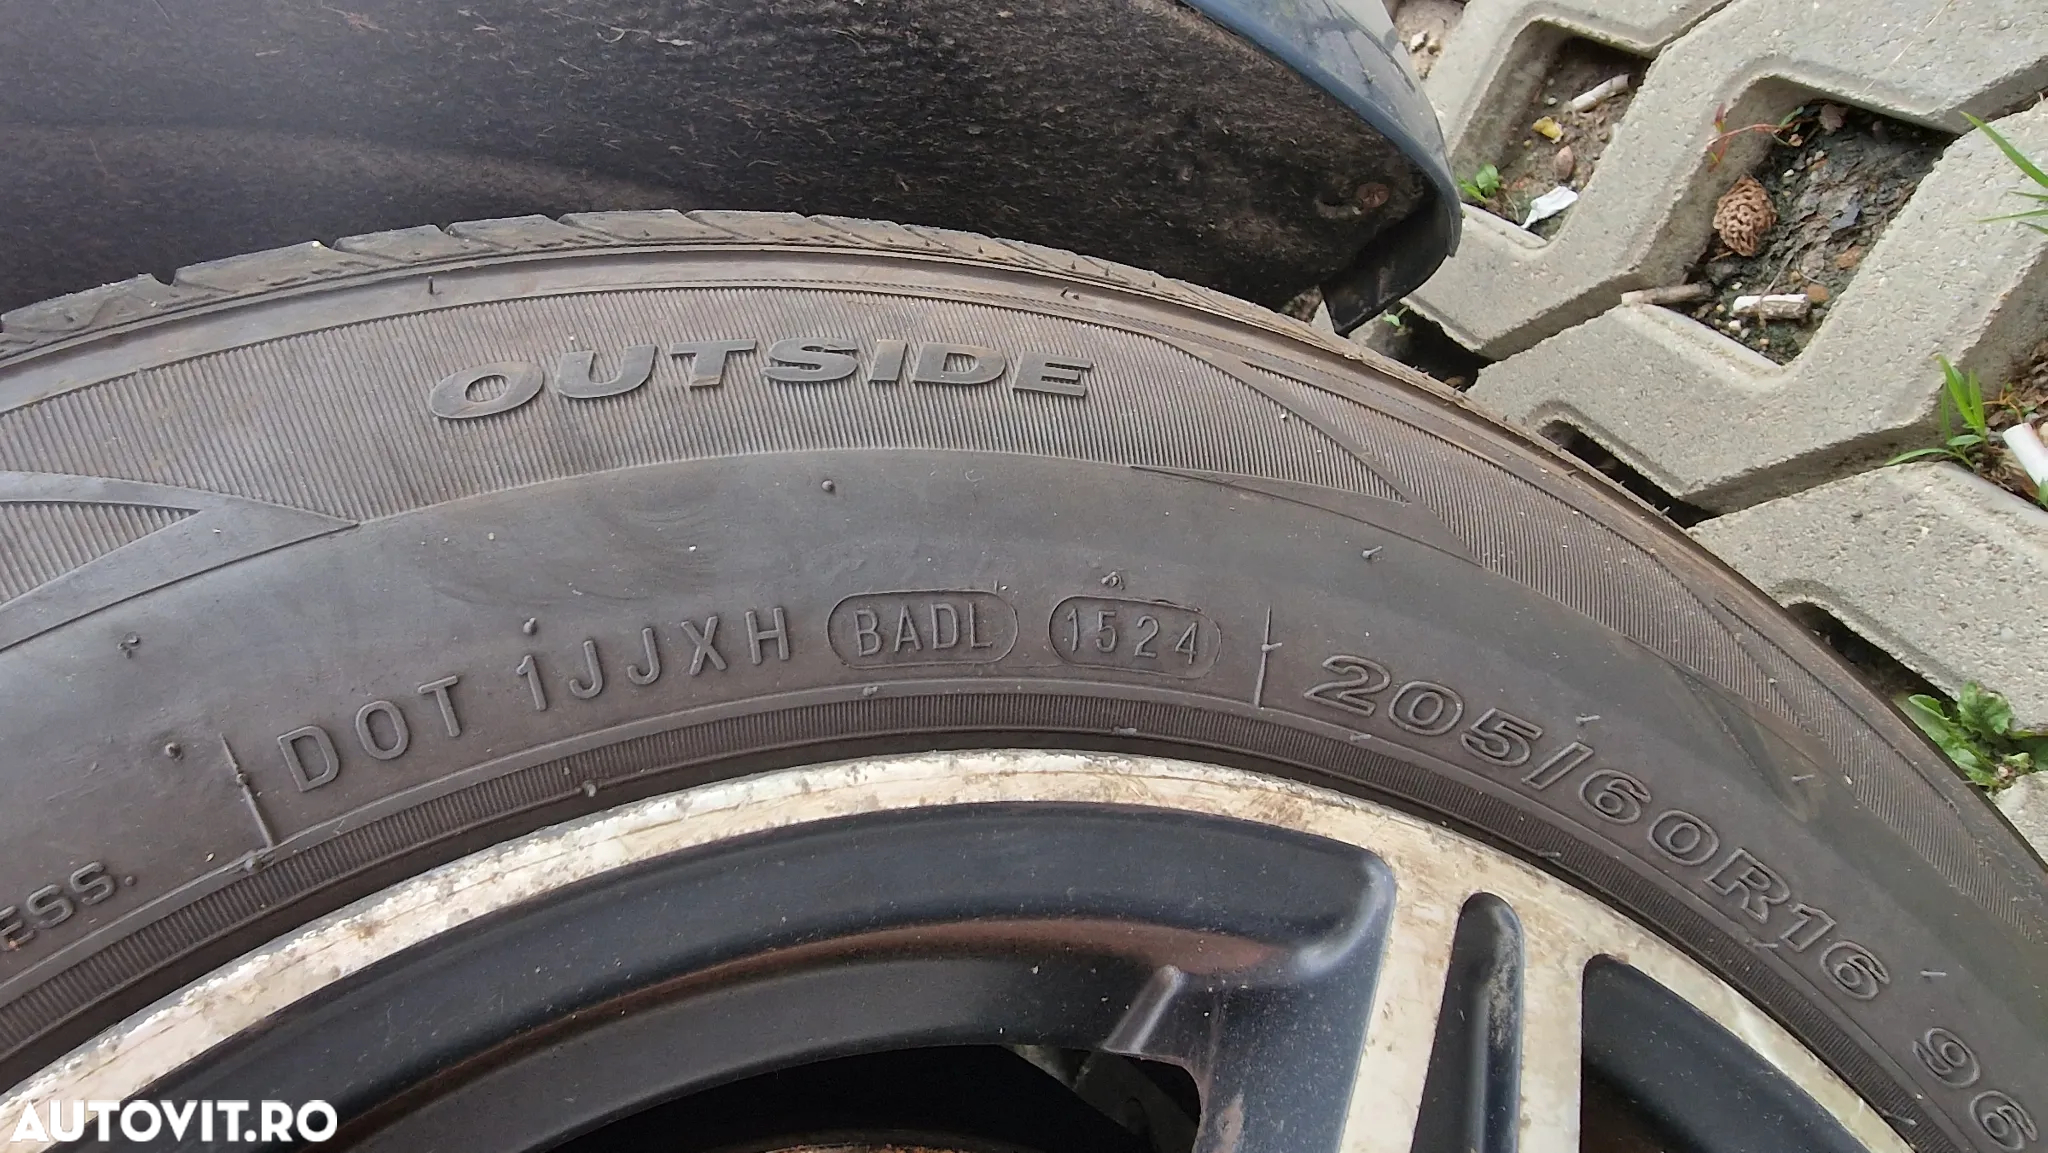 OUTSIDE
DOT 1JJXH BADL 1524 205/60R16 96
ESS.
AUTOVIT.RO